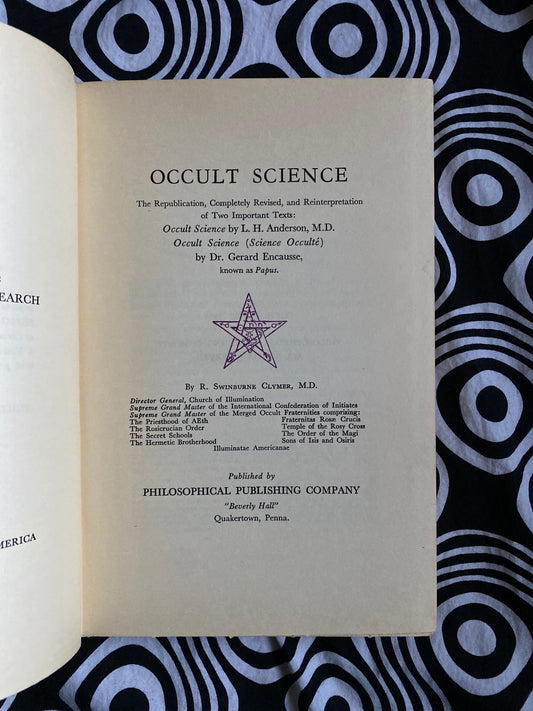 EARCH
MERICA
OCCULT SCIENCE
The Republication, Completely Revised, and Reinterpretation
of Two Important Texts:
Occult Science by L. H. Anderson, M.D.
Occult Science (Science Occulté)
by Dr. Gerard Encausse,
known as Papus.
By R. Swinburne Clymer, M.D.
Director General, Church of Illumination
Supreme Grand Master of the International Confederation of Initiates
Supreme Grand Master of the Merged Occult Fraternities comprising:
The Priesthood of AEth Fraternitas Rosæ Crucis
The Rosicrucian Order Temple of the Rosy Cross
The Secret Schools The Order of the Magi
The Hermetic Brotherhood Sons of Isis and Osiris
Illuminatae Americanae
Published by
PHILOSOPHICAL PUBLISHING COMPANY
"Beverly Hall"
Quakertown, Penna.